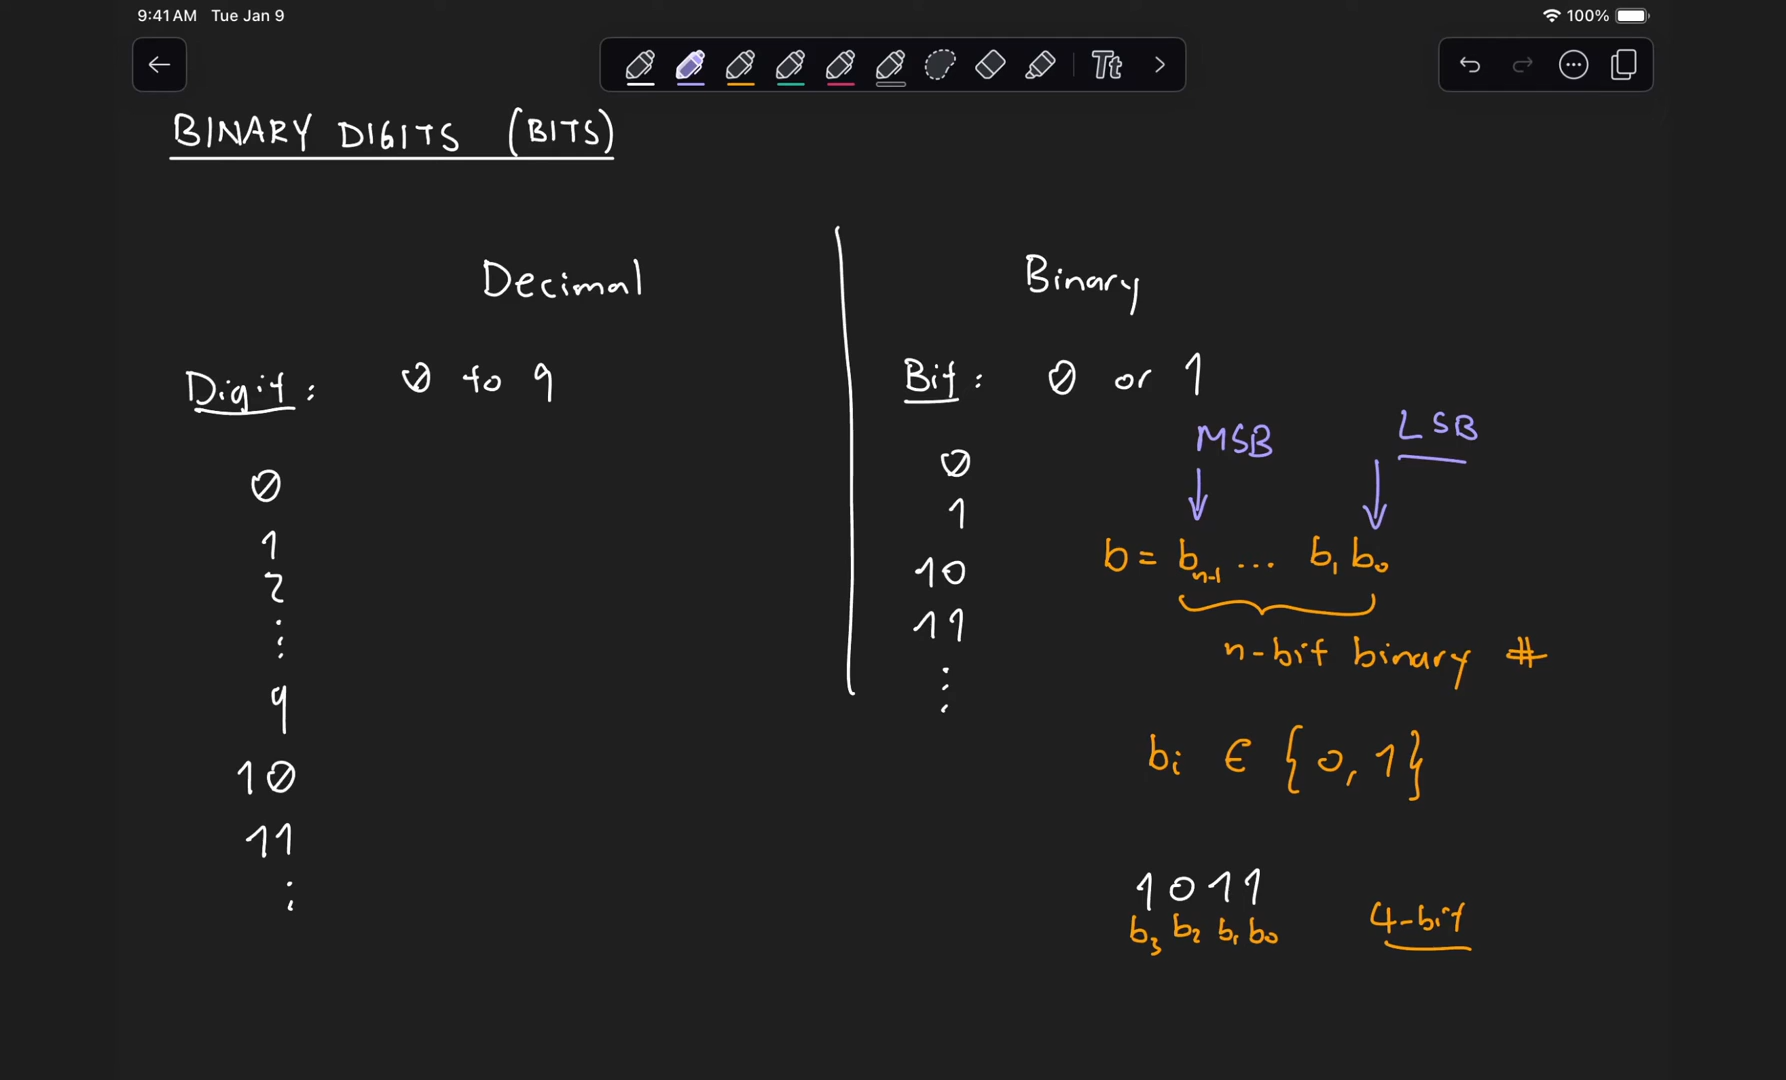 9:41 AM Tue Jan 9
100%
Tt
BINARY DIGITS (BITS)
Decimal
Digit: 0 to 9
0
1
2
⋮
9
10
11
⋮
Binary
Bit: 0 or 1
0
1
10
11
⋮
MSB LSB
b = bₙ₋₁ ... b₁ b₀
n-bit binary #
bᵢ ∈ {0, 1}
1011
b₃ b₂ b₁ b₀
4-bit